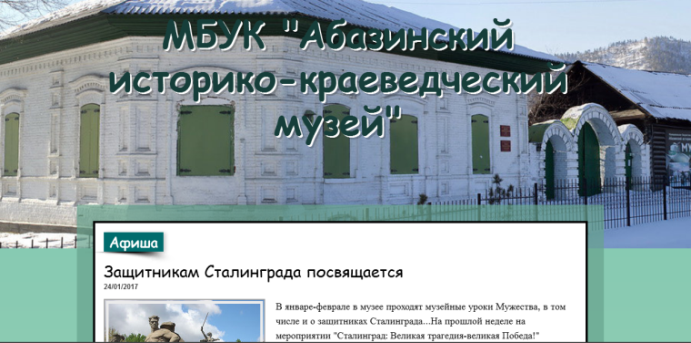 МБУК "Абазинский
историко-краеведческий
музей"
Афиша
Защитникам Сталинграда посвящается
24/01/2017
В январе-феврале в музее проходят музейные уроки Мужества, в том
числе и о защитниках Сталинграда...На прошлой неделе на
мероприятии "Сталинград: Великая трагедия-великая Победа!"